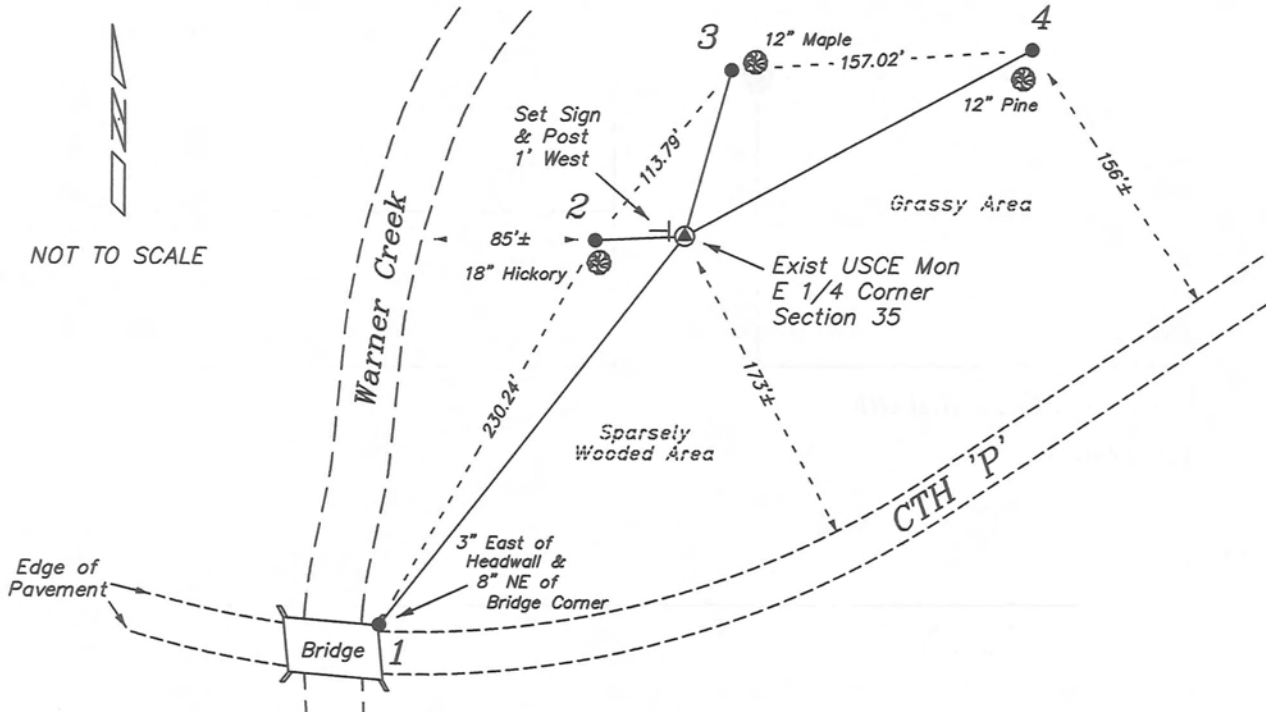 4
3
12" Maple
157.02'
12" Pine
Set Sign
& Post
1' West
113.79'
156'±
N
Grassy Area
2
NOT TO SCALE
85'±
18" Hickory
Exist USCE Mon
E 1/4 Corner
Section 35
Warner Creek
173'±
230.24'
Sparsely
Wooded Area
CTH 'P'
3" East of
Headwall &
8" NE of
Bridge Corner
Edge of
Pavement
Bridge
1